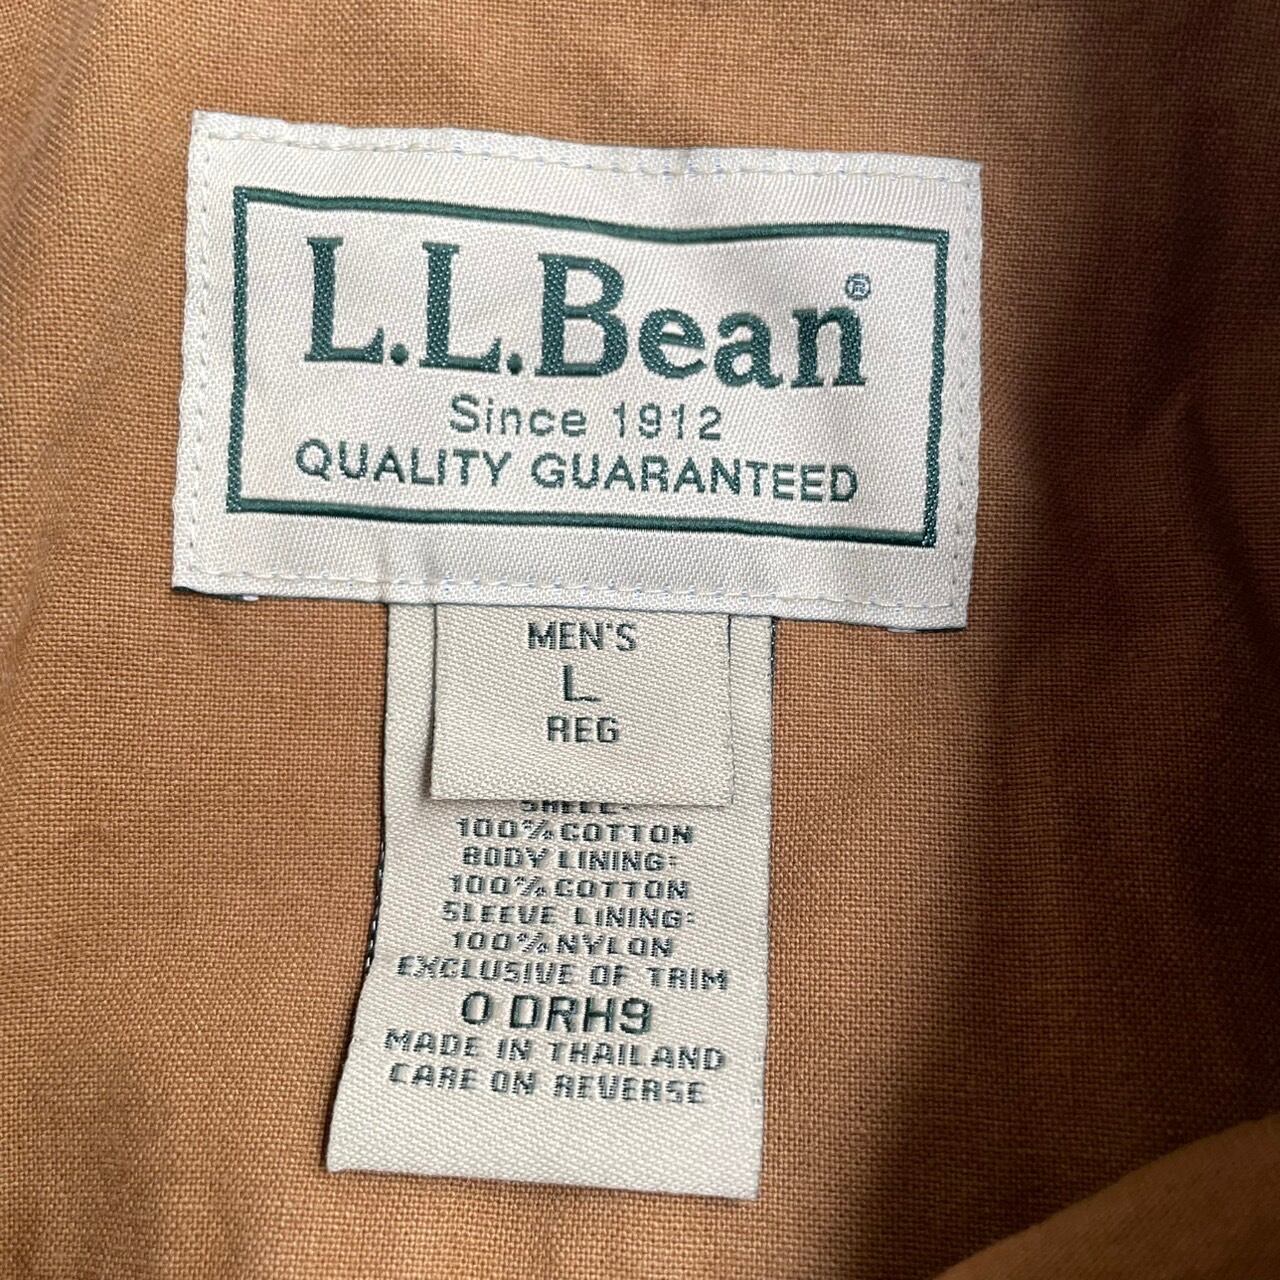 L.L.Bean®
Since 1912
QUALITY GUARANTEED
MEN'S
L
REG
SHELL:
100% COTTON
BODY LINING:
100% COTTON
SLEEVE LINING:
100% NYLON
EXCLUSIVE OF TRIM
0 DRH9
MADE IN THAILAND
CARE ON REVERSE